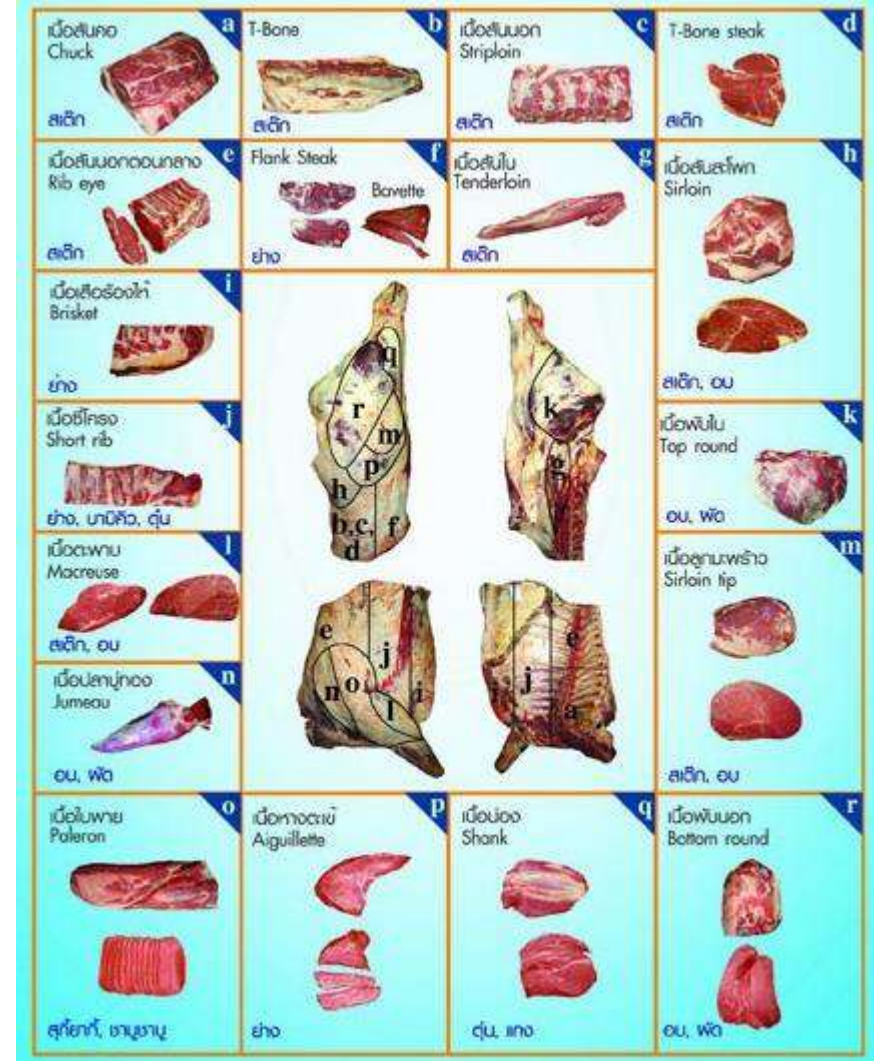 เนื้อสันคอ
Chuck
a
สเต๊ก
T-Bone
b
สเต๊ก
เนื้อสันนอก
Striploin
c
สเต๊ก
T-Bone steak
d
สเต๊ก
เนื้อสันนอกตอนกลาง
Rib eye
e
สเต๊ก
Flank Steak
f
Bavette
ย่าง
เนื้อสันใน
Tenderloin
g
สเต๊ก
เนื้อสันสะโพก
Sirloin
h
สเต๊ก, อบ
เนื้อเสือร้องไห้
Brisket
i
ย่าง
เนื้อซี่โครง
Short rib
j
ย่าง, บาบิคิว, ตุ๋น
เนื้อพับใน
Top round
k
อบ, ผัด
เนื้อตะพาบ
Macreuse
l
สเต๊ก, อบ
เนื้อลูกมะพร้าว
Sirloin tip
m
สเต๊ก, อบ
เนื้อปลาบู่ทอง
Jumeau
n
อบ, ผัด
q
r
m
p
h
b,c,
d
f
k
g
e
j
n
o
i
l
e
j
i
a
เนื้อใบพาย
Paleron
o
สุกี้ยากี้, ชาบูชาบู
เนื้อหางตะเข้
Aiguillette
p
ย่าง
เนื้อน่อง
Shank
q
ตุ๋น, แกง
เนื้อพับนอก
Bottom round
r
อบ, ผัด